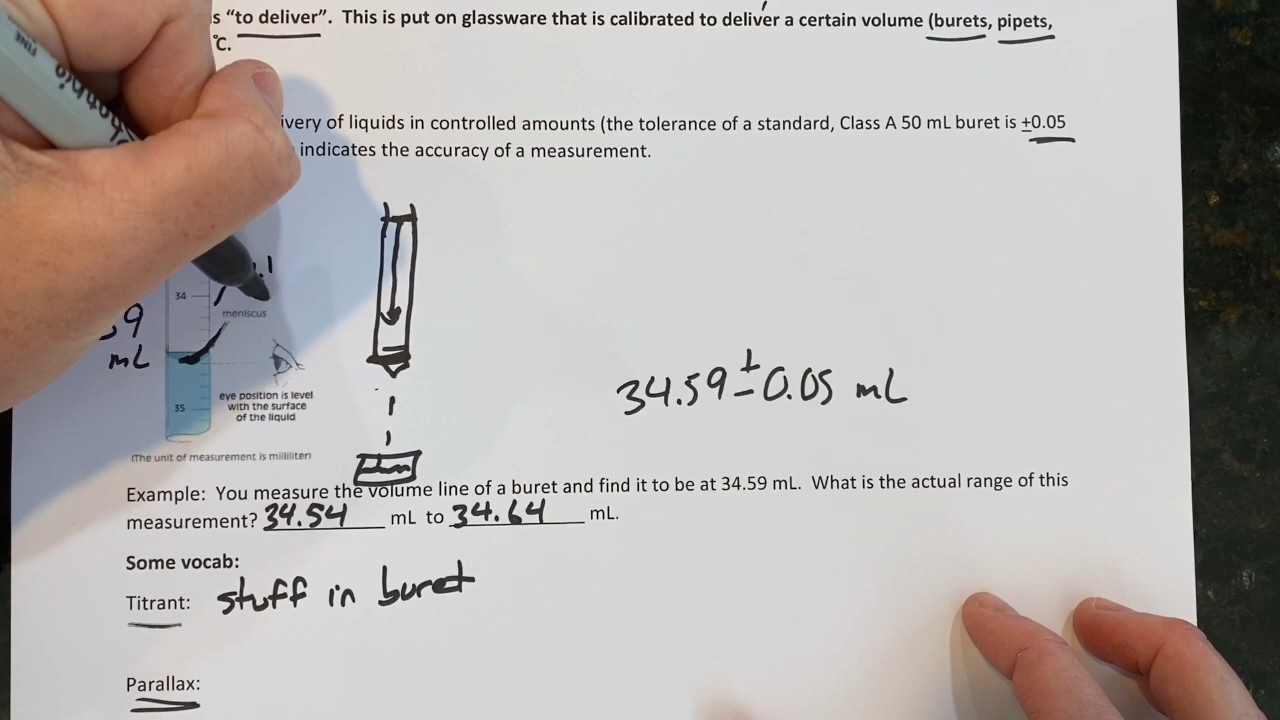 s “to deliver”. This is put on glassware that is calibrated to deliver a certain volume (burets, pipets,
°C.
ivery of liquids in controlled amounts (the tolerance of a standard, Class A 50 mL buret is ±0.05
indicates the accuracy of a measurement.
.1
34
meniscus
9
mL
34.59 ± 0.05 mL
eye position is level
with the surface
of the liquid
35
(The unit of measurement is milliliter)
Example: You measure the volume line of a buret and find it to be at 34.59 mL. What is the actual range of this
measurement? 34.54 mL to 34.64 mL.
Some vocab:
Titrant: stuff in buret
Parallax:
FINE